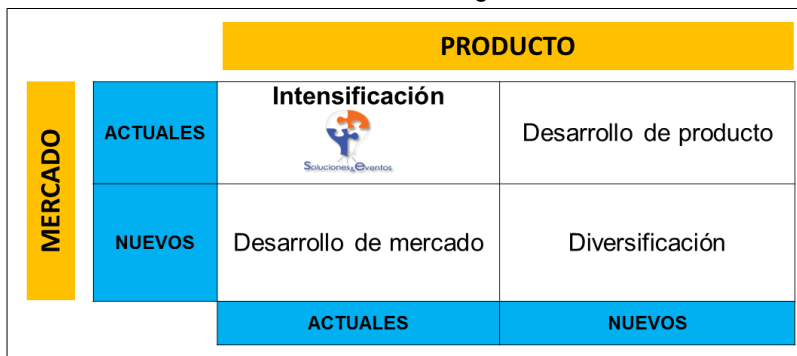 PRODUCTO
MERCADO
ACTUALES
Intensificación
Soluciones & Eventos
Desarrollo de producto
NUEVOS
Desarrollo de mercado
Diversificación
ACTUALES
NUEVOS